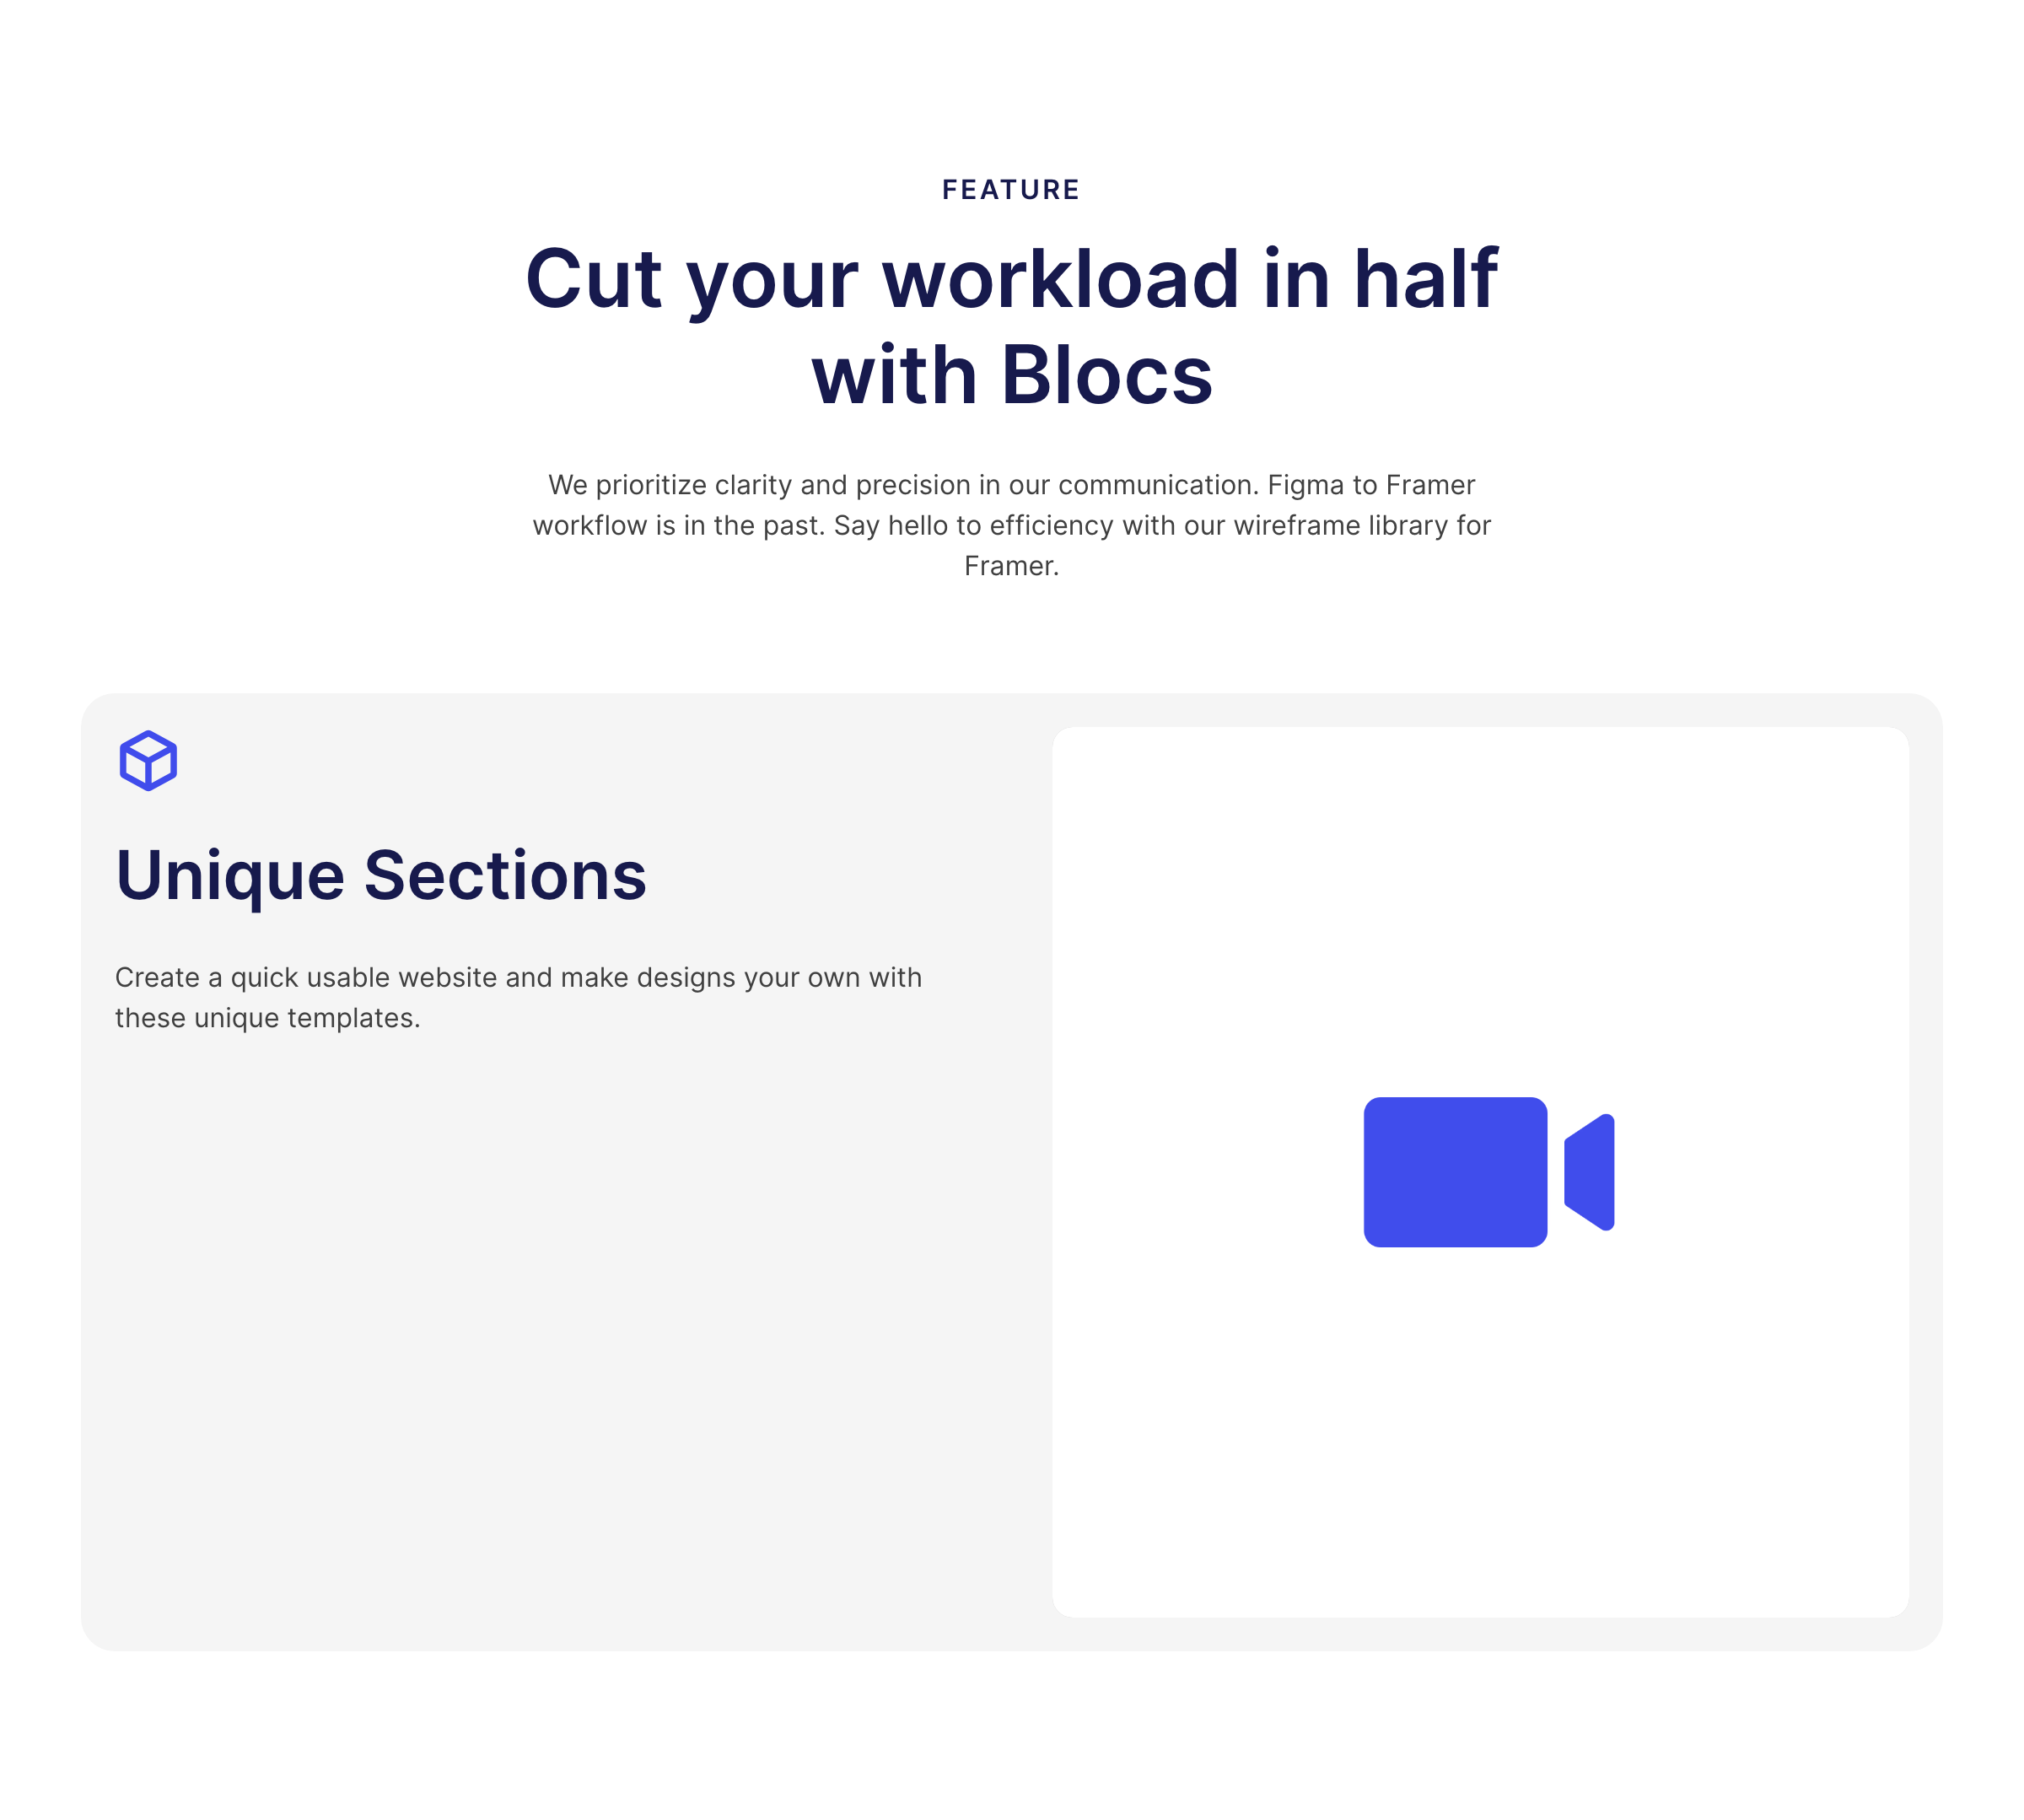 FEATURE
Cut your workload in half
with Blocs
We prioritize clarity and precision in our communication. Figma to Framer
workflow is in the past. Say hello to efficiency with our wireframe library for
Framer.
Unique Sections
Create a quick usable website and make designs your own with
these unique templates.